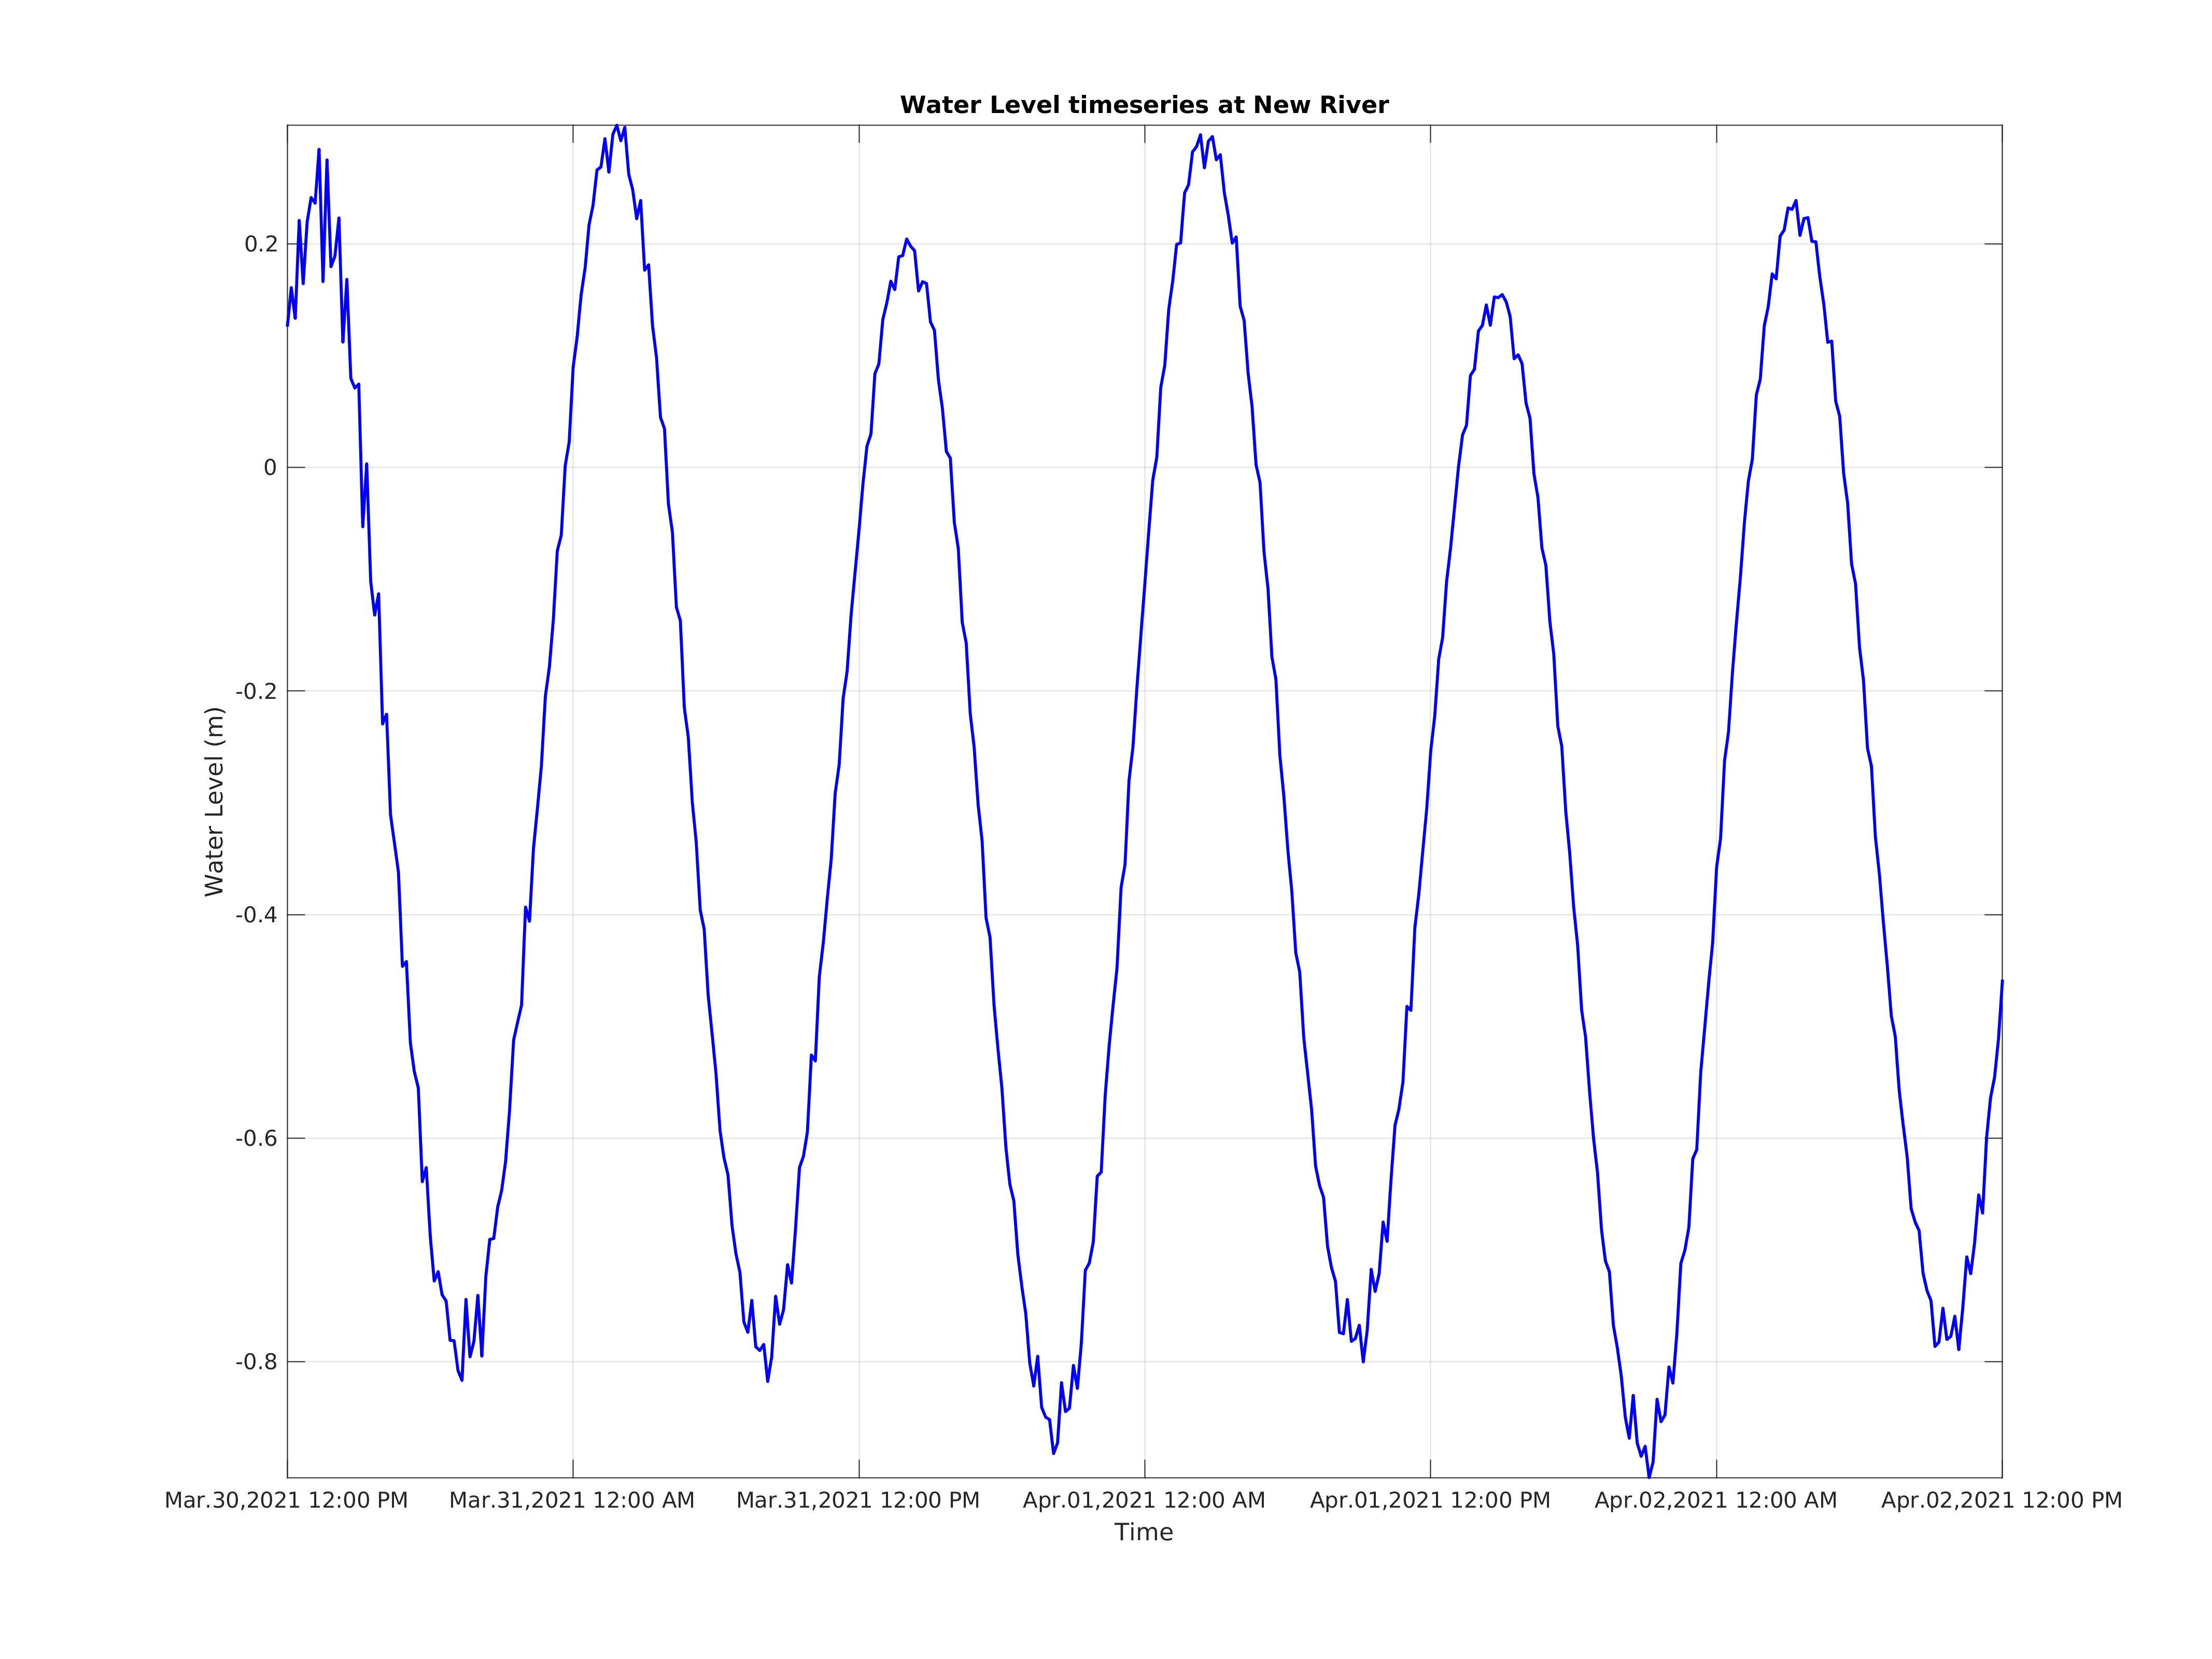 Water Level timeseries at New River
0.2
0
-0.2
-0.4
-0.6
-0.8
Water Level (m)
Mar.30,2021 12:00 PM Mar.31,2021 12:00 AM Mar.31,2021 12:00 PM Apr.01,2021 12:00 AM Apr.01,2021 12:00 PM Apr.02,2021 12:00 AM Apr.02,2021 12:00 PM
Time